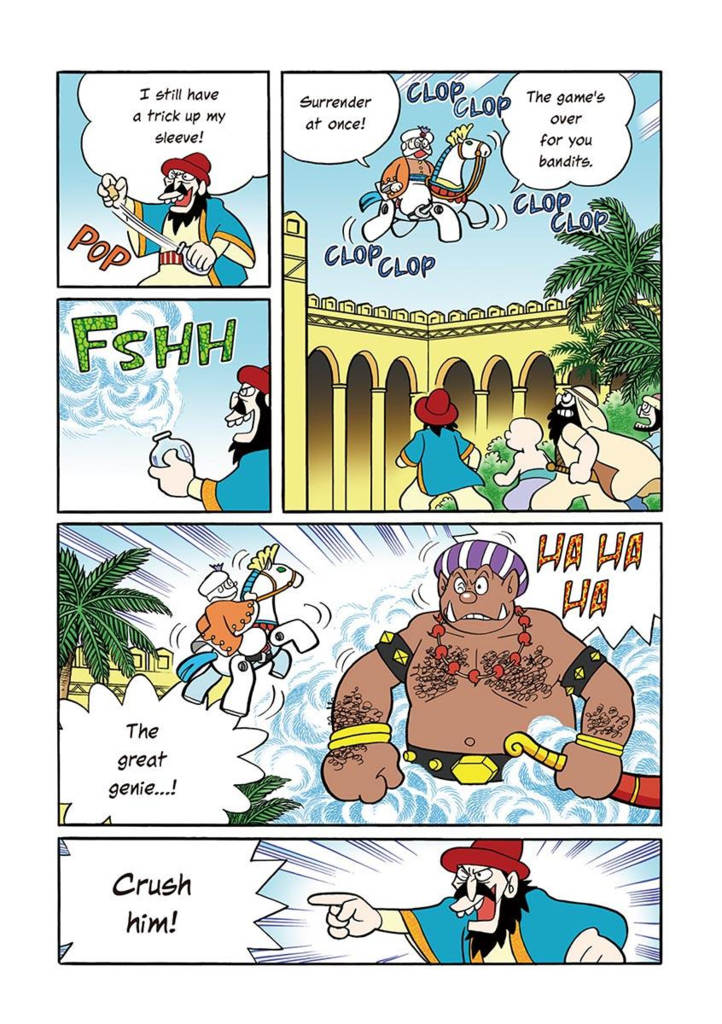 The game's
over
for you
bandits.
Surrender
at once!
CLOP
CLOP
CLOP
CLOP
CLOP
CLOP
I still have
a trick up my
sleeve!
POP
FSHH
HA HA
HA
The
great
genie...!
Crush
him!